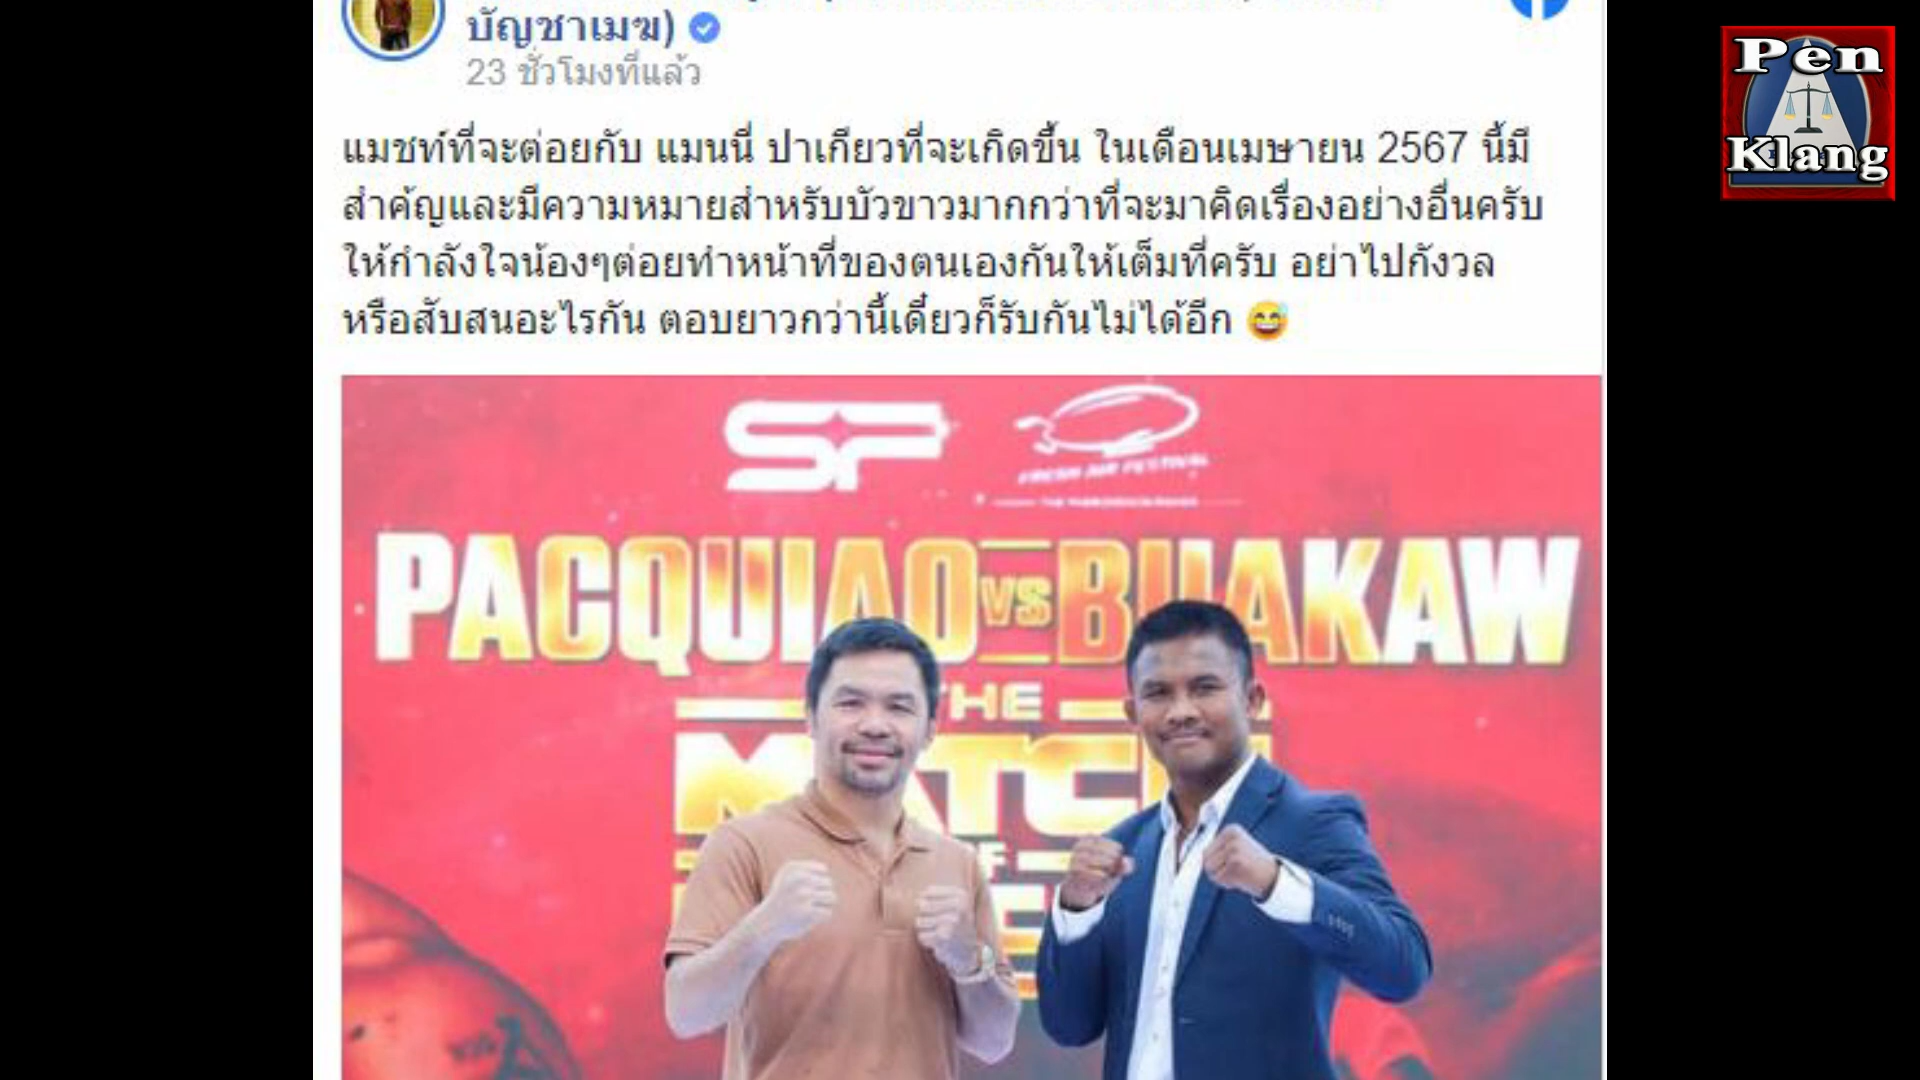 บัญชาเมฆ)
23 ชั่วโมงที่แล้ว
แมชท์ที่จะต่อยกับ แมนนี่ ปาเกียวที่จะเกิดขึ้น ในเดือนเมษายน 2567 นี้มี
สำคัญและมีความหมายสำหรับบัวขาวมากกว่าที่จะมาคิดเรื่องอย่างอื่นครับ
ให้กำลังใจน้องๆต่อยทำหน้าที่ของตนเองกันให้เต็มที่ครับ อย่าไปกังวล
หรือสับสนอะไรกัน ตอบยาวกว่านี้เดี๋ยวก็รับกันไม่ได้อีก 😅
SF
FRESH AIR FESTIVAL
PACQUIAO VS BUAKAW
THE
MATCH
Pen
Klang